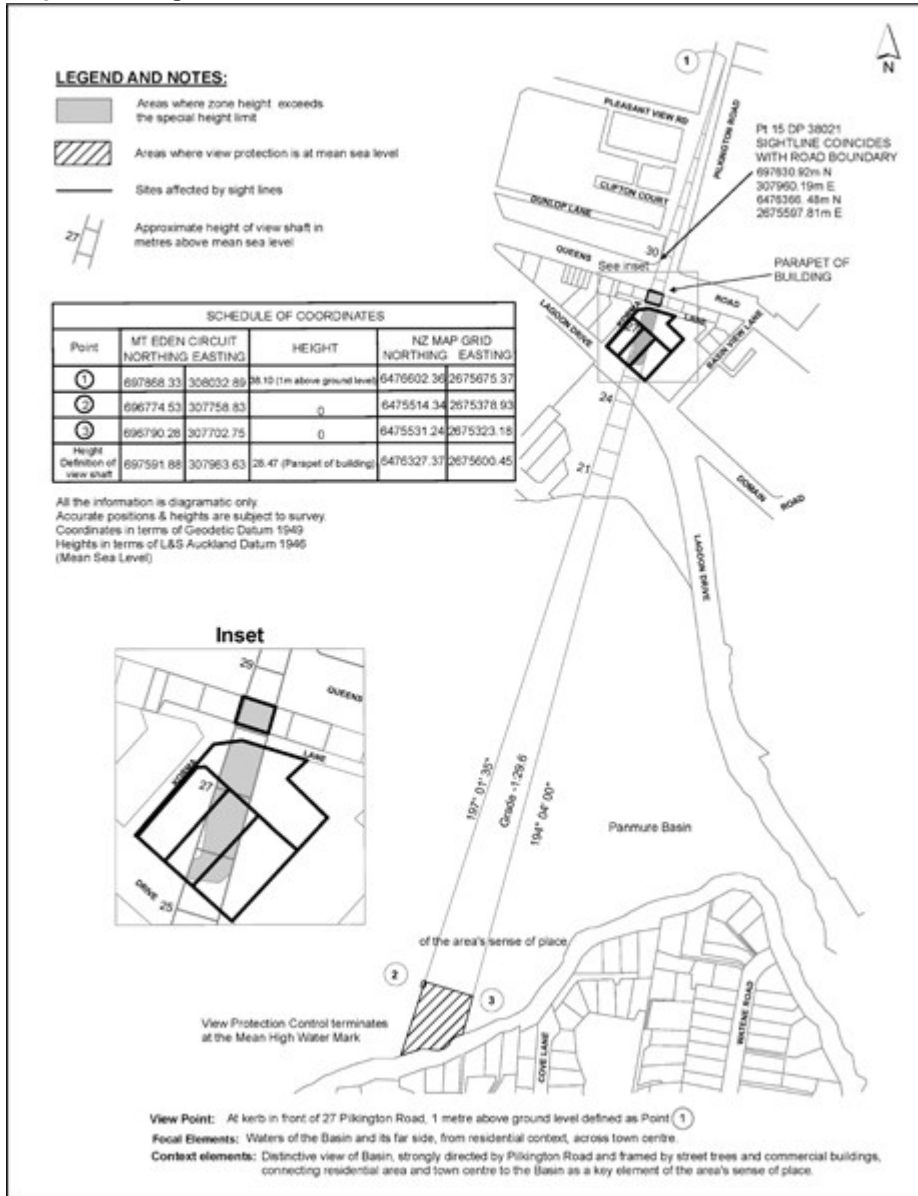 1
N
LEGEND AND NOTES:
Areas where zone height exceeds
the special height limit
Areas where view protection is at mean sea level
Sites affected by sight lines
27
Approximate height of view shaft in
metres above mean sea level
PLEASANT VIEW RD
PILKINGTON ROAD
CLIFTON COURT
DUNLOP LANE
Pt 15 DP 38021
SIGHTLINE COINCIDES
WITH ROAD BOUNDARY
697630.92m N
307960.19m E
6476366. 48m N
2675597.81m E
QUEENS
30
See inset
PARAPET OF
BUILDING
ROAD
LANE
LAGOON DRIVE
BASIN VIEW LANE
27
24
21
DOMAIN ROAD
LAGOON DRIVE
SCHEDULE OF COORDINATES
Point MT EDEN CIRCUIT NORTHING EASTING HEIGHT NZ MAP GRID NORTHING EASTING
1 697868.33 308032.89 38.10 (1m above ground level) 6476602.36 2675675.37
2 696774.53 307758.83 0 6475514.34 2675378.93
3 696790.28 307702.75 0 6475531.24 2675323.18
Height Definition of view shaft 697591.88 307963.63 28.47 (Parapet of building) 6476327.37 2675600.45
All the information is diagramatic only.
Accurate positions & heights are subject to survey.
Coordinates in terms of Geodetic Datum 1949
Heights in terms of L&S Auckland Datum 1946
(Mean Sea Level)
Inset
QUEENS
LANE
27
DRIVE 25
197° 01' 35"
Grade -1:29.6
194° 04' 00"
Panmure Basin
of the area's sense of place
2
3
View Protection Control terminates
at the Mean High Water Mark
COVE LANE
WATENE ROAD
View Point: At kerb in front of 27 Pilkington Road, 1 metre above ground level defined as Point 1
Focal Elements: Waters of the Basin and its far side, from residential context, across town centre.
Context elements: Distinctive view of Basin, strongly directed by Pilkington Road and framed by street trees and commercial buildings,
connecting residential area and town centre to the Basin as a key element of the area's sense of place.